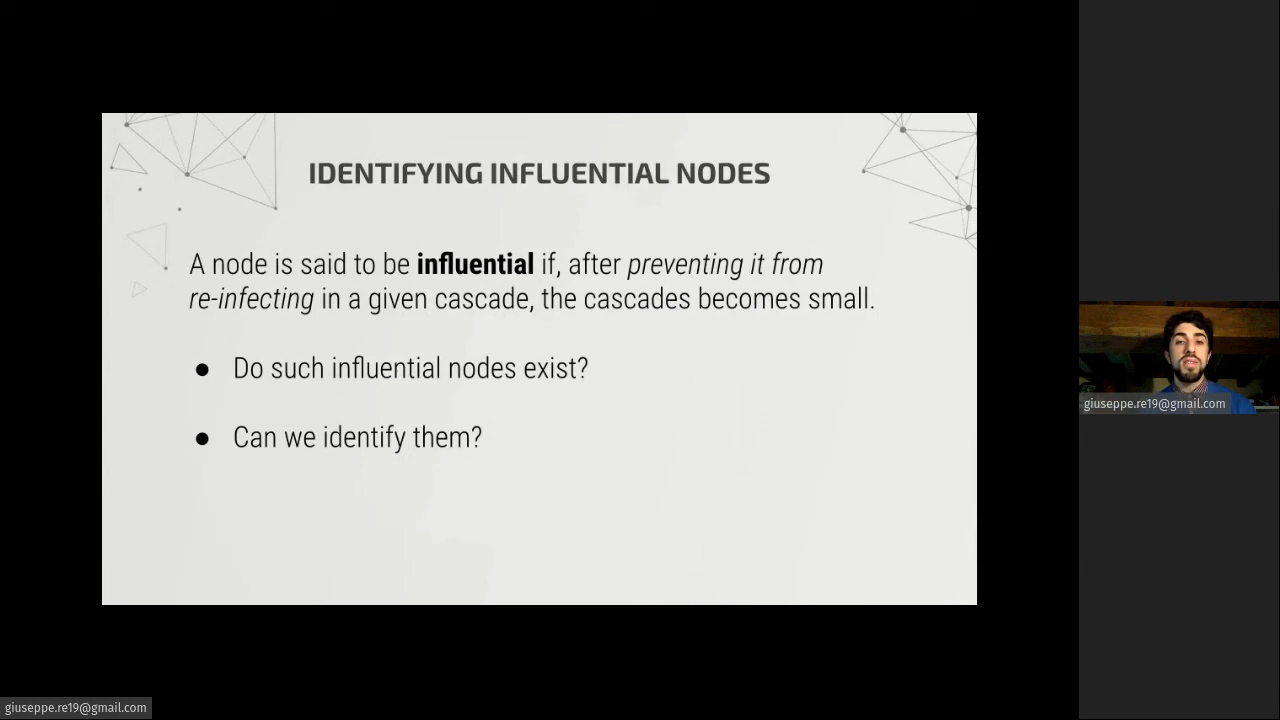 IDENTIFYING INFLUENTIAL NODES
A node is said to be influential if, after preventing it from
re-infecting in a given cascade, the cascades becomes small.
● Do such influential nodes exist?
● Can we identify them?
giuseppe.re19@gmail.com
giuseppe.re19@gmail.com